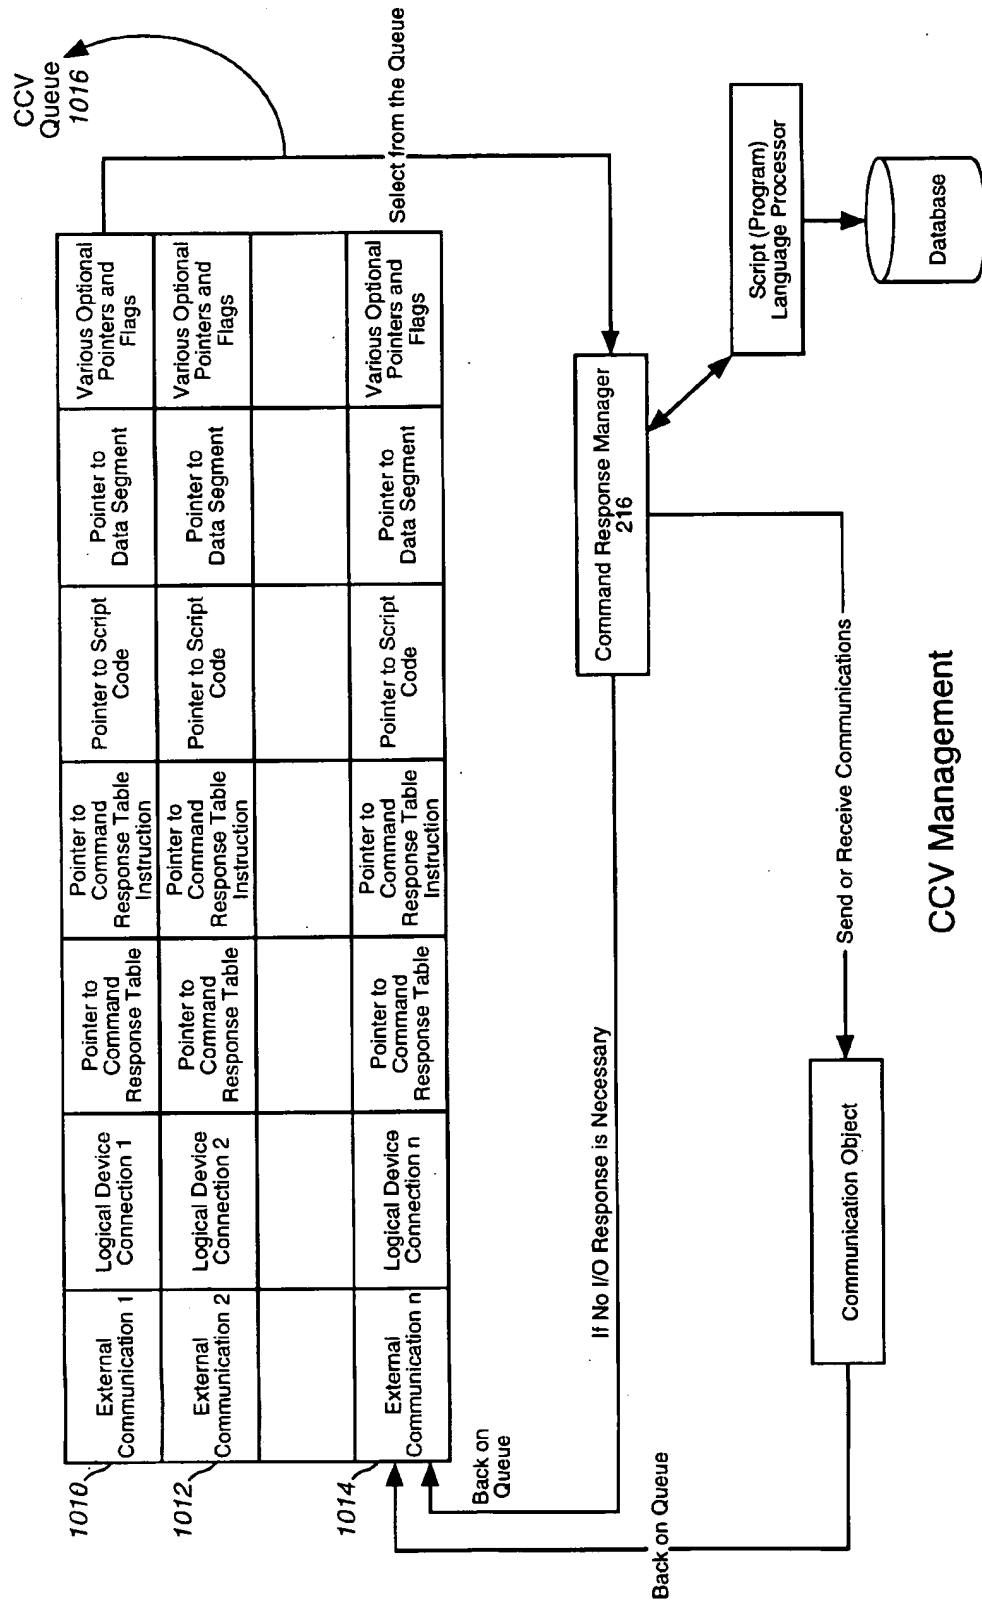 CCV
Queue
1016
1010
External
Communication 1
Logical Device
Connection 1
Pointer to
Command
Response Table
Pointer to
Command
Response Table
Instruction
Pointer to Script
Code
Pointer to
Data Segment
Various Optional
Pointers and
Flags
1012
External
Communication 2
Logical Device
Connection 2
Pointer to
Command
Response Table
Pointer to
Command
Response Table
Instruction
Pointer to Script
Code
Pointer to
Data Segment
Various Optional
Pointers and
Flags
1014
External
Communication n
Logical Device
Connection n
Pointer to
Command
Response Table
Pointer to
Command
Response Table
Instruction
Pointer to Script
Code
Pointer to
Data Segment
Various Optional
Pointers and
Flags
Select from the Queue
Back on
Queue
If No I/O Response is Necessary
Command Response Manager
216
Script (Program)
Language Processor
Database
Back on Queue
Communication Object
Send or Receive Communications
CCV Management